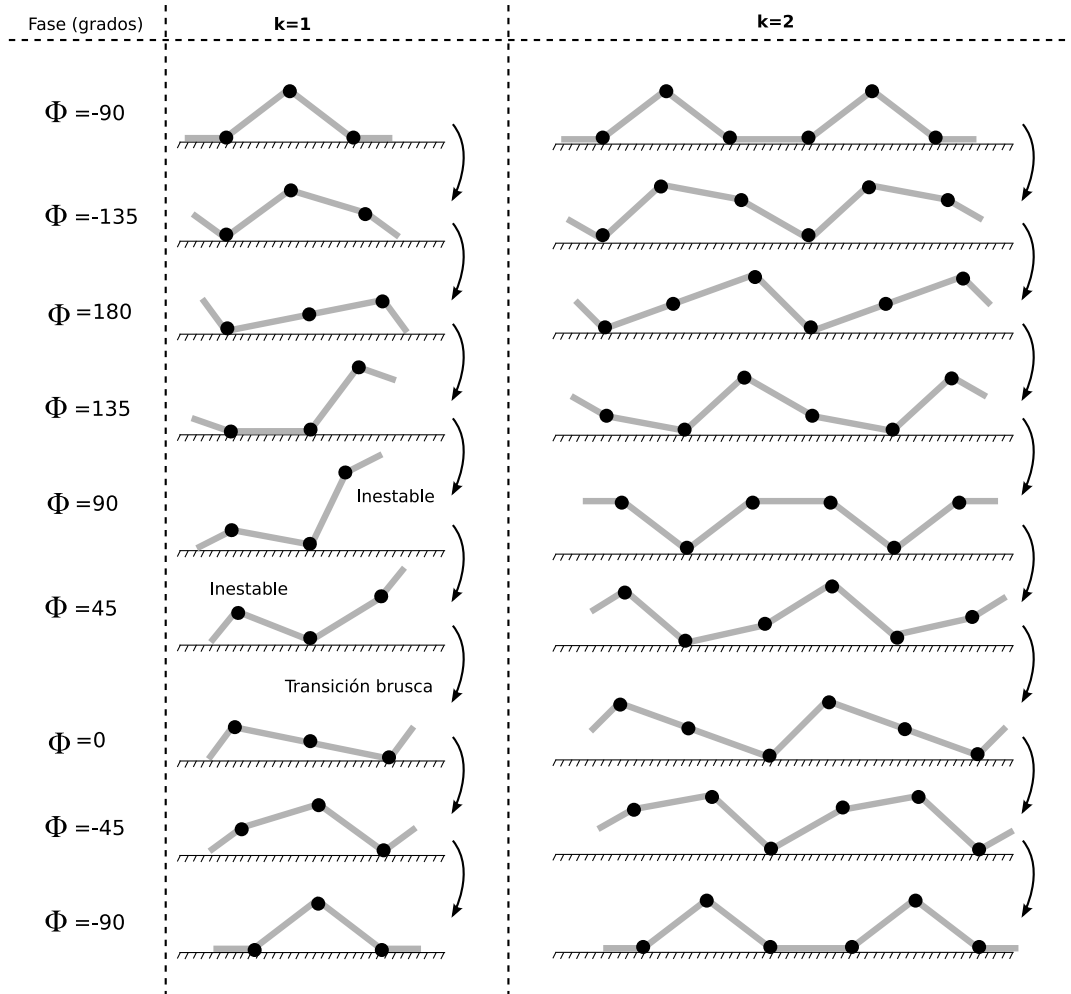 Fase (grados) k=1 k=2
Φ =-90
Φ =-135
Φ =180
Φ =135
Φ =90
Inestable
Inestable
Φ =45
Transición brusca
Φ =0
Φ =-45
Φ =-90